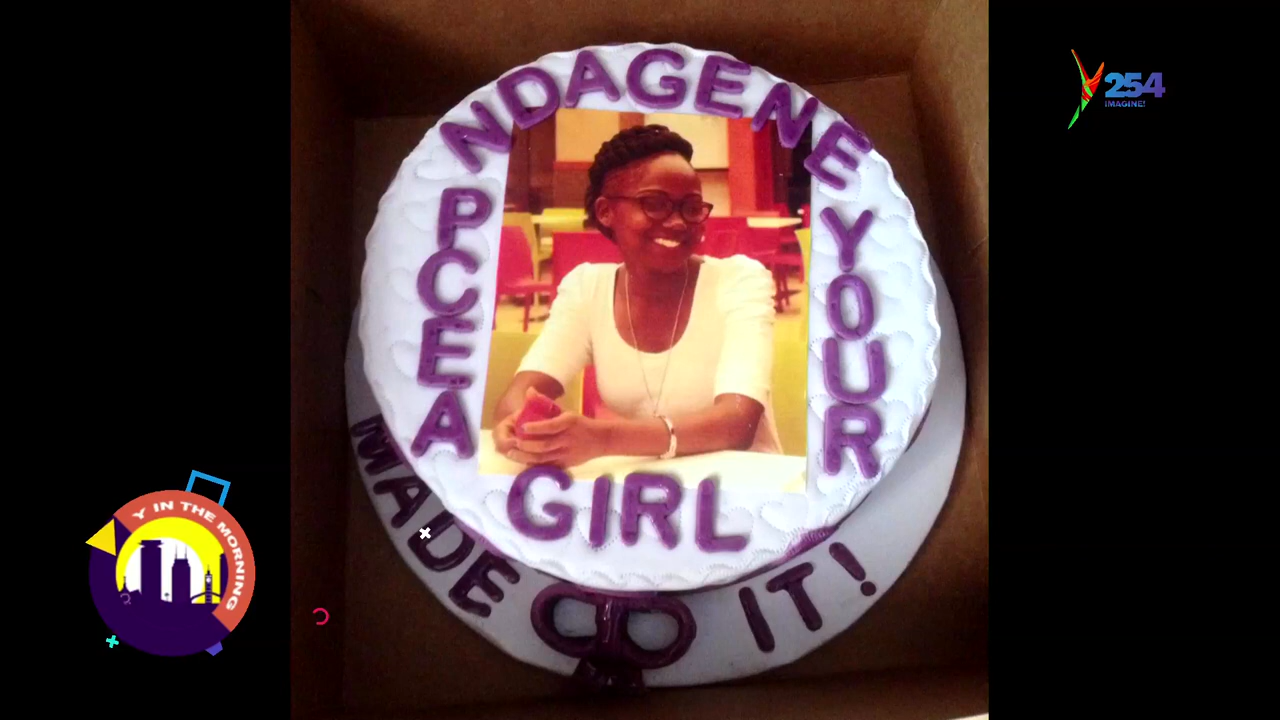 PCEA NDAGENE YOUR
GIRL
MADE IT!
Y 254
IMAGINE!
Y IN THE MORNING